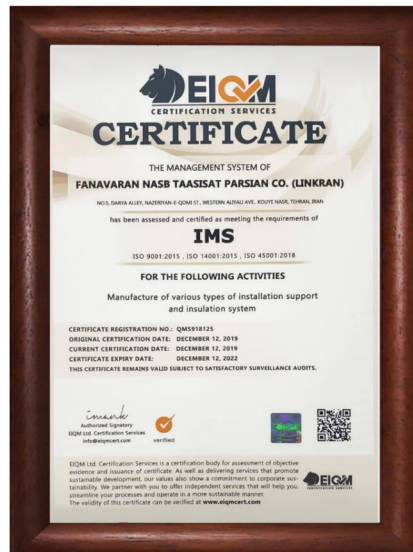 EIQM
CERTIFICATION SERVICES
CERTIFICATE
THE MANAGEMENT SYSTEM OF
FANAVARAN NASB TAASISAT PARSIAN CO. (LINKRAN)
NO.5, DARYA ALLEY, NAZERIYAN-E-QOMI ST., WESTERN ALIYALI AVE., KOUYE NASR, TEHRAN, IRAN
has been assessed and certified as meeting the requirements of
IMS
ISO 9001:2015 , ISO 14001:2015 , ISO 45001:2018
FOR THE FOLLOWING ACTIVITIES
Manufacture of various types of installation support
and insulation system
CERTIFICATE REGISTRATION NO.: QMS918125
ORIGINAL CERTIFICATION DATE: DECEMBER 12, 2019
CURRENT CERTIFICATION DATE: DECEMBER 12, 2019
CERTIFICATE EXPIRY DATE: DECEMBER 12, 2022
THIS CERTIFICATE REMAINS VALID SUBJECT TO SATISFACTORY SURVEILLANCE AUDITS.
Authorized Signatory
EIQM Ltd. Certification Services
info@eiqmcert.com
verified
EIQM Ltd. Certification Services is a certification body for assessment of objective
evidence and issuance of certificate. As well as delivering services that promote
sustainable development, our values also show a commitment to corporate sus-
tainability. We partner with you to offer independent services that will help you,
streamline your processes and operate in a more sustainable manner.
The validity of this certificate can be verified at www.eiqmcert.com
EIQM
CERTIFICATION SERVICES